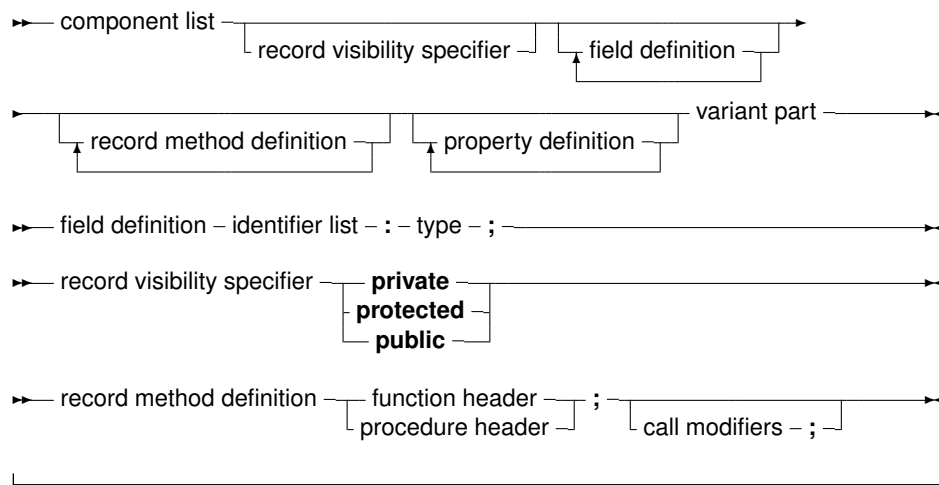 component list record visibility specifier field definition
record method definition property definition variant part
field definition identifier list : type ;
record visibility specifier private
protected
public
record method definition function header ;
procedure header call modifiers ;